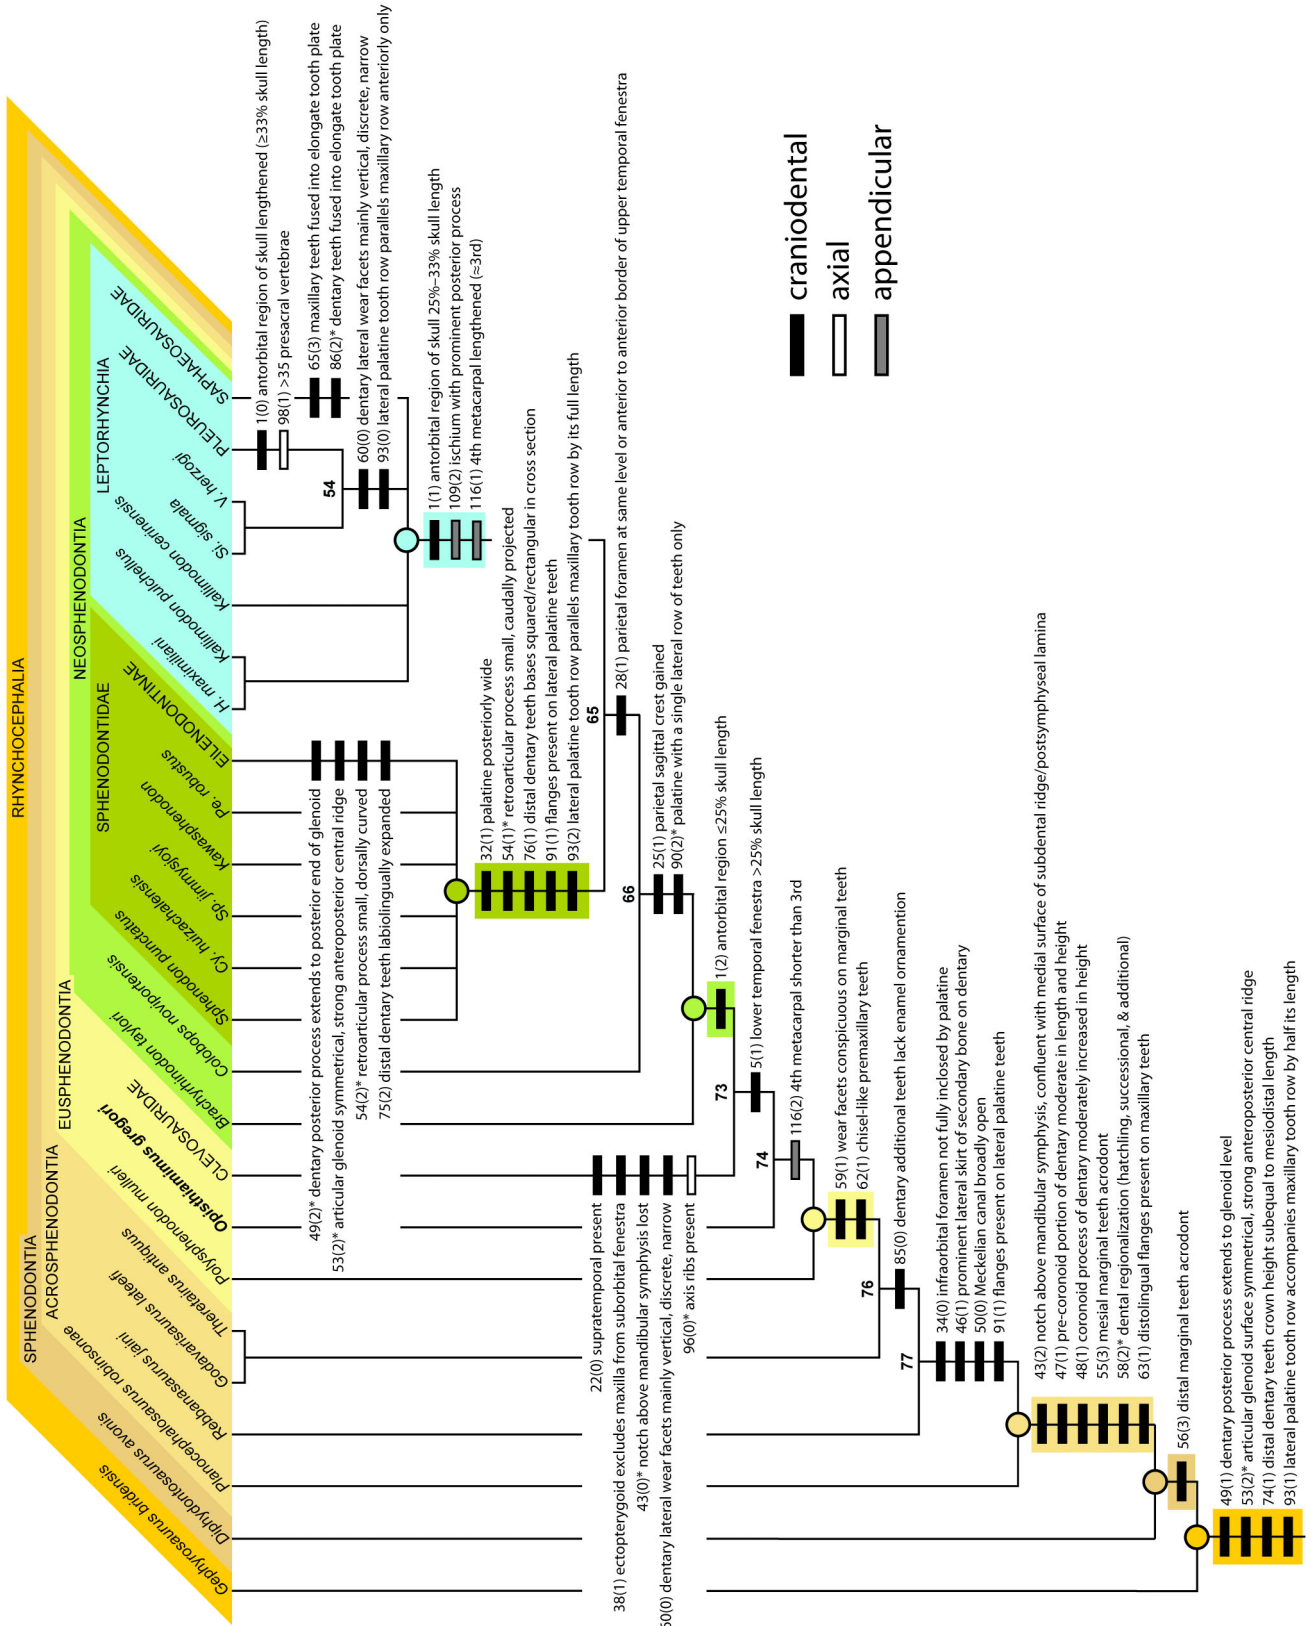 RHYNCHOCEPHALIA
SPHENODONTIA
ACROSPHENODONTIA
EUSPHENODONTIA
NEOSPHENODONTIA
SPHENODONTIDAE
LEPTORHYNCHIA
Gephyrosaurus bridensis
Diphydontosaurus avonis
Planocephalosaurus robinsonae
Rebbanasaurus jaini
Godavarisaurus lateefi
Theretairus antiquus
Polysphenodon mulleri
Opisthiamimus gregori
CLEVOSAURIDAE
Brachyrhinodon taylori
Colobops noviportensis
Sphenodon punctatus
Cy. huizachalensis
Sp. jimmysjoyi
Kawasphenodon
Pe. robustus
EILENODONTINAE
H. maximiliani
Kallimodon pulchellus
Kallimodon cerinensis
Si. sigmala
V. herzogi
PLEUROSAURIDAE
SAPHAEOSAURIDAE
1(0) antorbital region of skull lengthened (≥33% skull length)
98(1) >35 presacral vertebrae
65(3) maxillary teeth fused into elongate tooth plate
86(2)* dentary teeth fused into elongate tooth plate
54
60(0) dentary lateral wear facets mainly vertical, discrete, narrow
93(0) lateral palatine tooth row parallels maxillary row anteriorly only
1(1) antorbital region of skull 25%–33% skull length
109(2) ischium with prominent posterior process
116(1) 4th metacarpal lengthened (≈3rd)
49(2)* dentary posterior process extends to posterior end of glenoid
53(2)* articular glenoid symmetrical, strong anteroposterior central ridge
54(2)* retroarticular process small, dorsally curved
75(2) distal dentary teeth labiolingually expanded
32(1) palatine posteriorly wide
54(1)* retroarticular process small, caudally projected
76(1) distal dentary teeth bases squared/rectangular in cross section
91(1) flanges present on lateral palatine teeth
93(2) lateral palatine tooth row parallels maxillary tooth row by its full length
65
28(1) parietal foramen at same level or anterior to anterior border of upper temporal fenestra
66
25(1) parietal sagittal crest gained
90(2)* palatine with a single lateral row of teeth only
1(2) antorbital region ≤25% skull length
73
5(1) lower temporal fenestra >25% skull length
22(0) supratemporal present
38(1) ectopterygoid excludes maxilla from suborbital fenestra
43(0)* notch above mandibular symphysis lost
60(0) dentary lateral wear facets mainly vertical, discrete, narrow
96(0)* axis ribs present
74
116(2) 4th metacarpal shorter than 3rd
59(1) wear facets conspicuous on marginal teeth
62(1) chisel-like premaxillary teeth
76
85(0) dentary additional teeth lack enamel ornamention
77
34(0) infraorbital foramen not fully inclosed by palatine
46(1) prominent lateral skirt of secondary bone on dentary
50(0) Meckelian canal broadly open
91(1) flanges present on lateral palatine teeth
43(2) notch above mandibular symphysis, confluent with medial surface of subdental ridge/postsymphyseal lamina
47(1) pre-coronoid portion of dentary moderate in length and height
48(1) coronoid process of dentary moderately increased in height
55(3) mesial marginal teeth acrodont
58(2)* dental regionalization (hatchling, successional, & additional)
63(1) distolingual flanges present on maxillary teeth
56(3) distal marginal teeth acrodont
49(1) dentary posterior process extends to glenoid level
53(2)* articular glenoid surface symmetrical, strong anteroposterior central ridge
74(1) distal dentary teeth crown height subequal to mesiodistal length
93(1) lateral palatine tooth row accompanies maxillary tooth row by half its length
craniodental
axial
appendicular